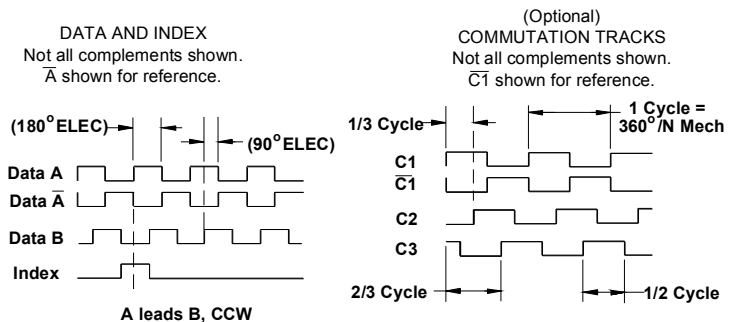 DATA AND INDEX
Not all complements shown.
A̅ shown for reference.
(180°ELEC)
(90°ELEC)
Data A
Data A̅
Data B
Index
A leads B, CCW
(Optional)
COMMUTATION TRACKS
Not all complements shown.
C̅1̅ shown for reference.
1/3 Cycle
1 Cycle =
360°/N Mech
C1
C̅1̅
C2
C3
2/3 Cycle
1/2 Cycle